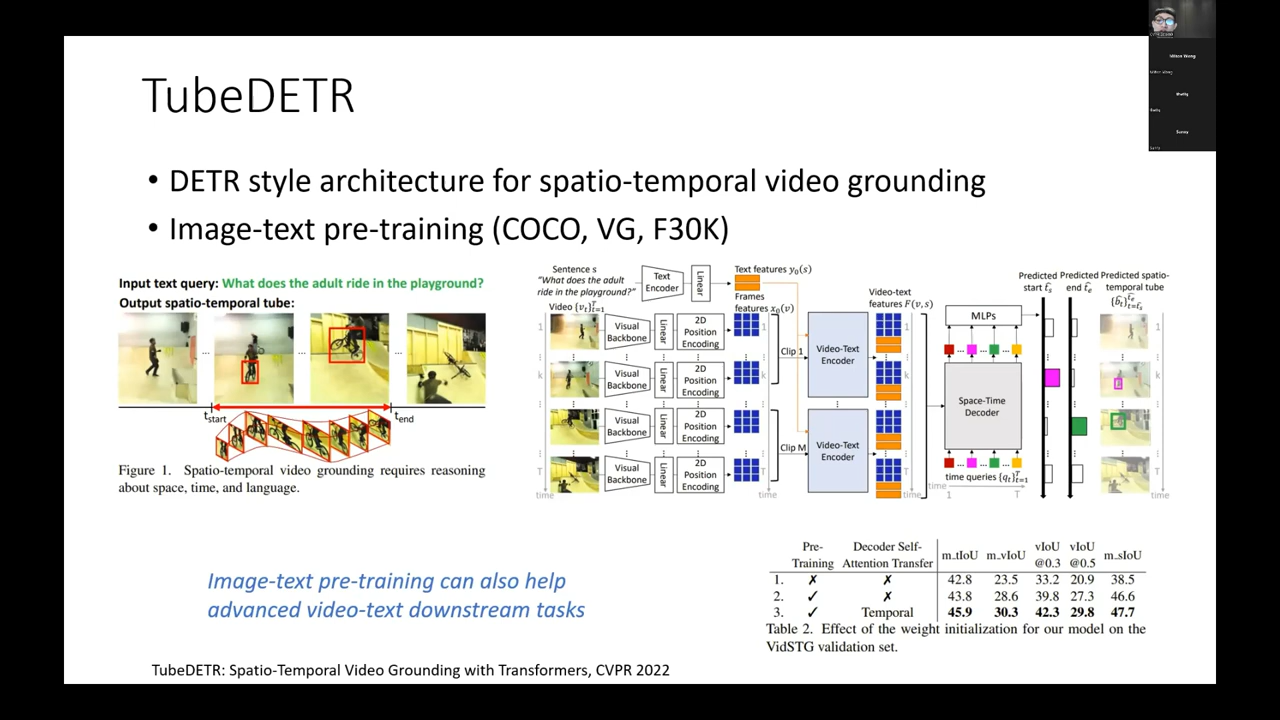 TubeDETR
• DETR style architecture for spatio-temporal video grounding
• Image-text pre-training (COCO, VG, F30K)
Input text query: What does the adult ride in the playground?
Output spatio-temporal tube:
... ... ...
t_start t_end
Figure 1. Spatio-temporal video grounding requires reasoning
about space, time, and language.
Sentence s
"What does the adult
ride in the playground?"
Text
Encoder
Linear
Text features y₀(s)
Frames
features x₀(v)
Video {v_t}ᵀ_{t=1}
Visual
Backbone
Linear
2D
Position
Encoding
Visual
Backbone
Linear
2D
Position
Encoding
Visual
Backbone
Linear
2D
Position
Encoding
Visual
Backbone
Linear
2D
Position
Encoding
1
k
T
time
1
T
time
Clip 1
Clip M
Video-Text
Encoder
Video-Text
Encoder
Video-text
features F(v,s)
1
k
T
time
MLPs
Space-Time
Decoder
time queries {q_t}ᵀ_{t=1}
time
1 T
Predicted
start t̂_s
Predicted
end t̂_e
Predicted spatio-
temporal tube
{b̂_t}^{t̂_e}_{t=t̂_s}
1
k
T
time
Image-text pre-training can also help
advanced video-text downstream tasks
Pre- Decoder Self- m_tIoU m_vIoU vIoU vIoU m_sIoU
Training Attention Transfer @0.3 @0.5
1. ✗ ✗ 42.8 23.5 33.2 20.9 38.5
2. ✓ ✗ 43.8 28.6 39.8 27.3 46.6
3. ✓ Temporal 45.9 30.3 42.3 29.8 47.7
Table 2. Effect of the weight initialization for our model on the
VidSTG validation set.
TubeDETR: Spatio-Temporal Video Grounding with Transformers, CVPR 2022